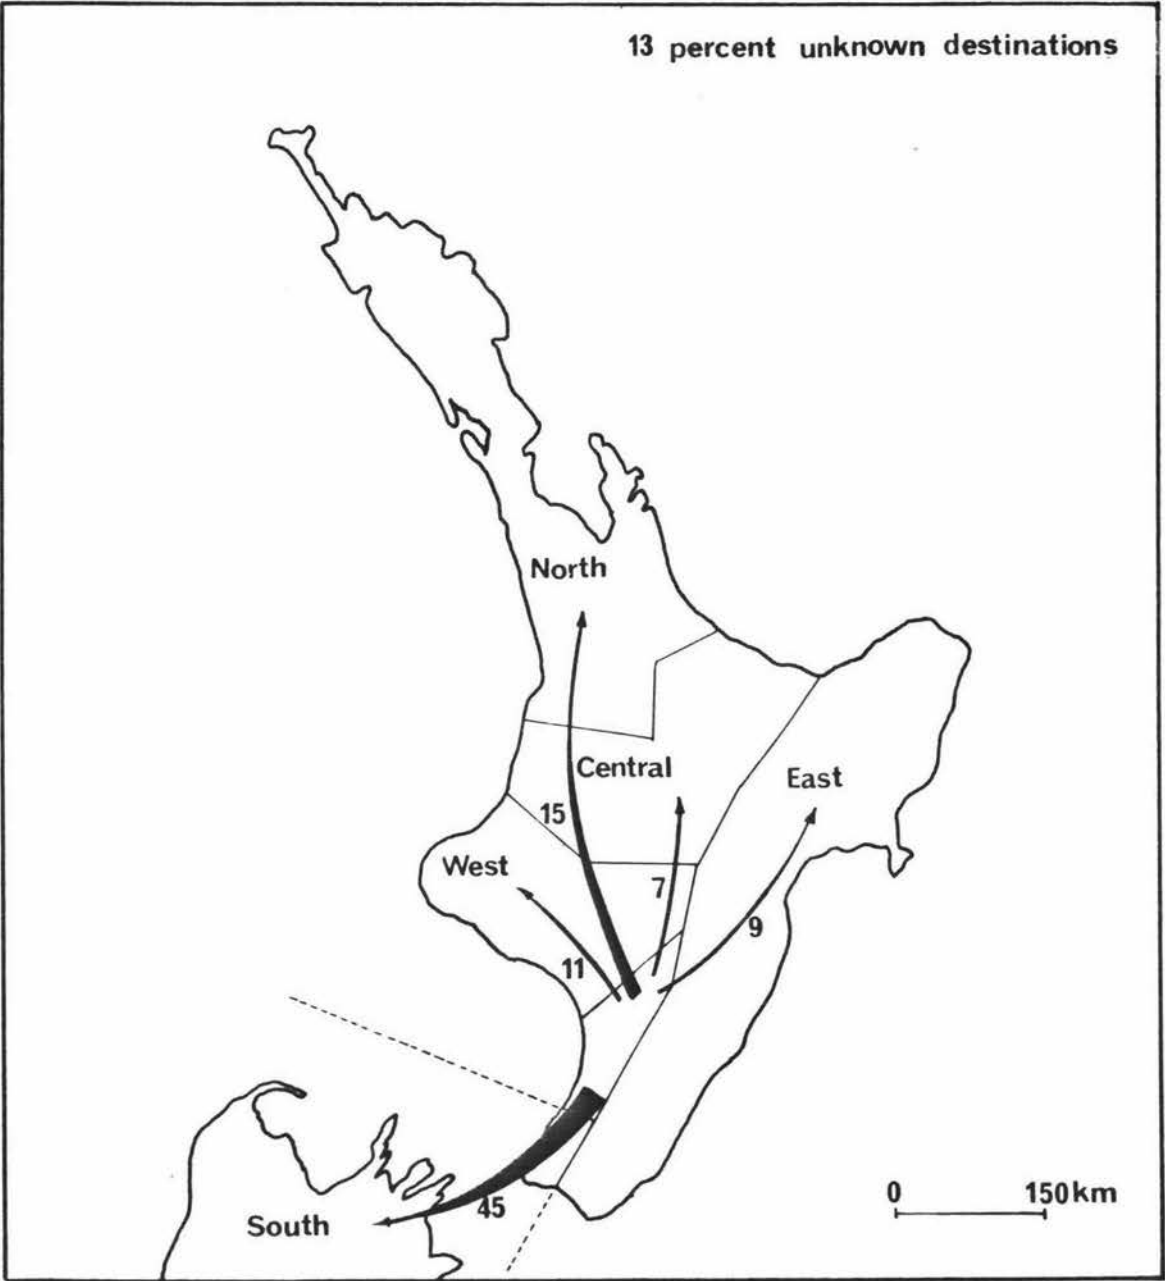 13 percent unknown destinations
North
Central
East
15
West
7
9
11
45
South
0 150km